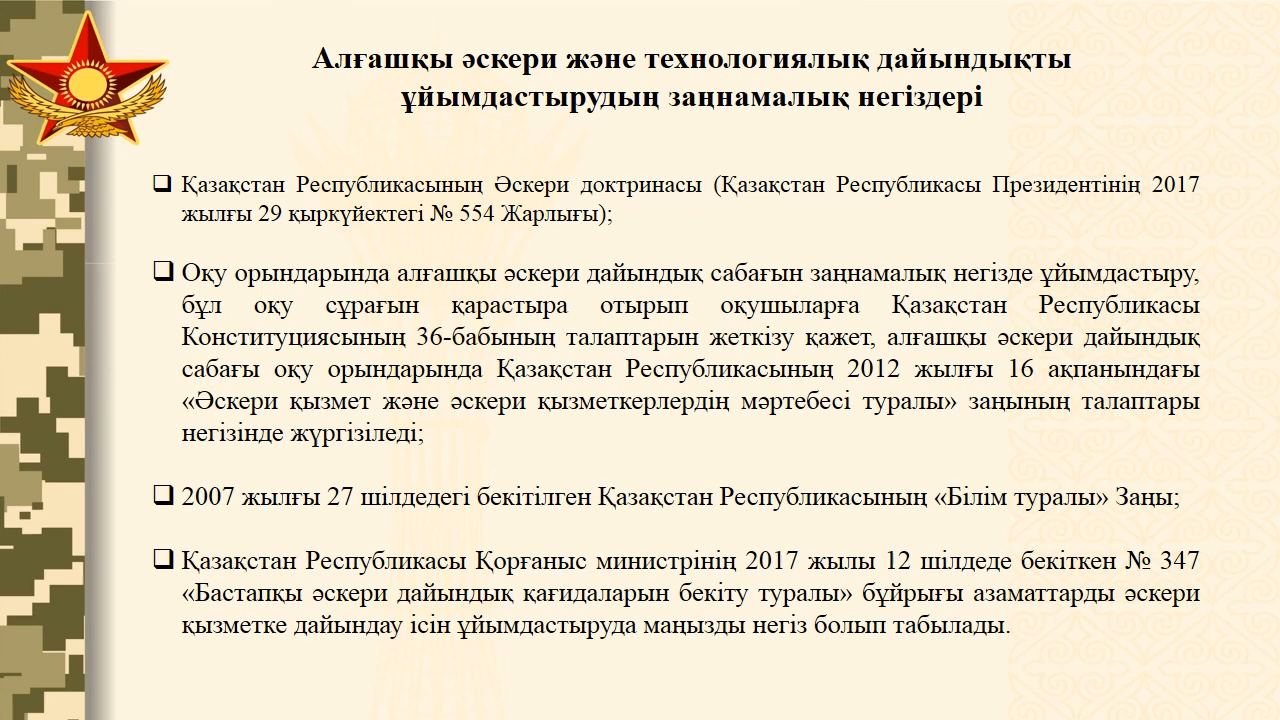 Алғашқы әскери және технологиялық дайындықты
ұйымдастырудың заңнамалық негіздері
Қазақстан Республикасының Әскери доктринасы (Қазақстан Республикасы Президентінің 2017
жылғы 29 қыркүйектегі № 554 Жарлығы);
Оқу орындарында алғашқы әскери дайындық сабағын заңнамалық негізде ұйымдастыру,
бұл оқу сұрағын қарастыра отырып оқушыларға Қазақстан Республикасы
Конституциясының 36-бабының талаптарын жеткізу қажет, алғашқы әскери дайындық
сабағы оқу орындарында Қазақстан Республикасының 2012 жылғы 16 ақпанындағы
«Әскери қызмет және әскери қызметкерлердің мәртебесі туралы» заңының талаптары
негізінде жүргізіледі;
2007 жылғы 27 шілдедегі бекітілген Қазақстан Республикасының «Білім туралы» Заңы;
Қазақстан Республикасы Қорғаныс министрінің 2017 жылы 12 шілдеде бекіткен № 347
«Бастапқы әскери дайындық қағидаларын бекіту туралы» бұйрығы азаматтарды әскери
қызметке дайындау ісін ұйымдастыруда маңызды негіз болып табылады.